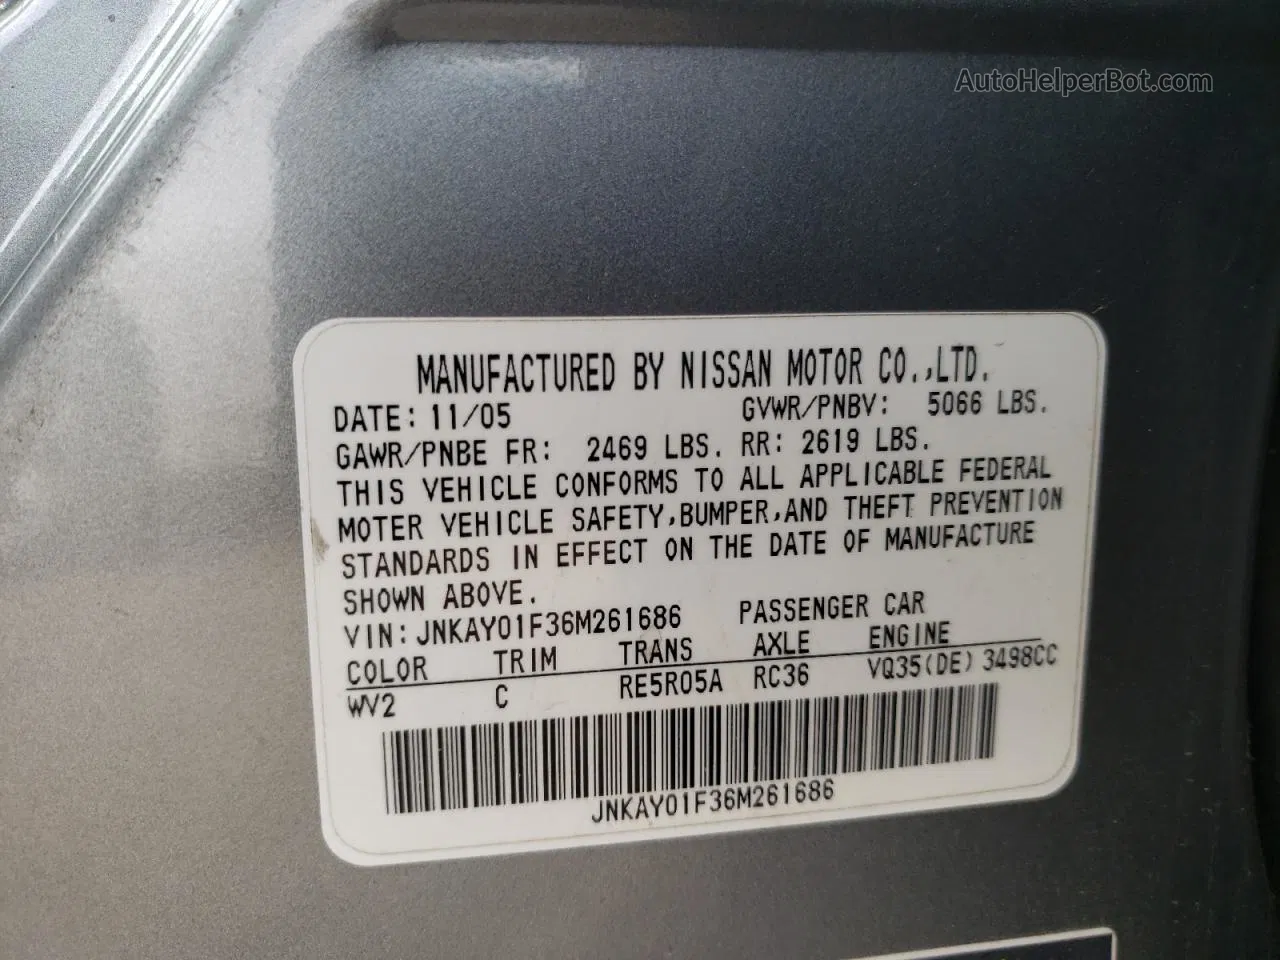 AutoHelperBot.com
MANUFACTURED BY NISSAN MOTOR CO.,LTD.
DATE: 11/05 GVWR/PNBV: 5066 LBS.
GAWR/PNBE FR: 2469 LBS. RR: 2619 LBS.
THIS VEHICLE CONFORMS TO ALL APPLICABLE FEDERAL
MOTER VEHICLE SAFETY,BUMPER,AND THEFT PREVENTION
STANDARDS IN EFFECT ON THE DATE OF MANUFACTURE
SHOWN ABOVE.
VIN: JNKAY01F36M261686 PASSENGER CAR
COLOR TRIM TRANS AXLE ENGINE
WV2 C RE5R05A RC36 VQ35(DE) 3498CC
JNKAY01F36M261686